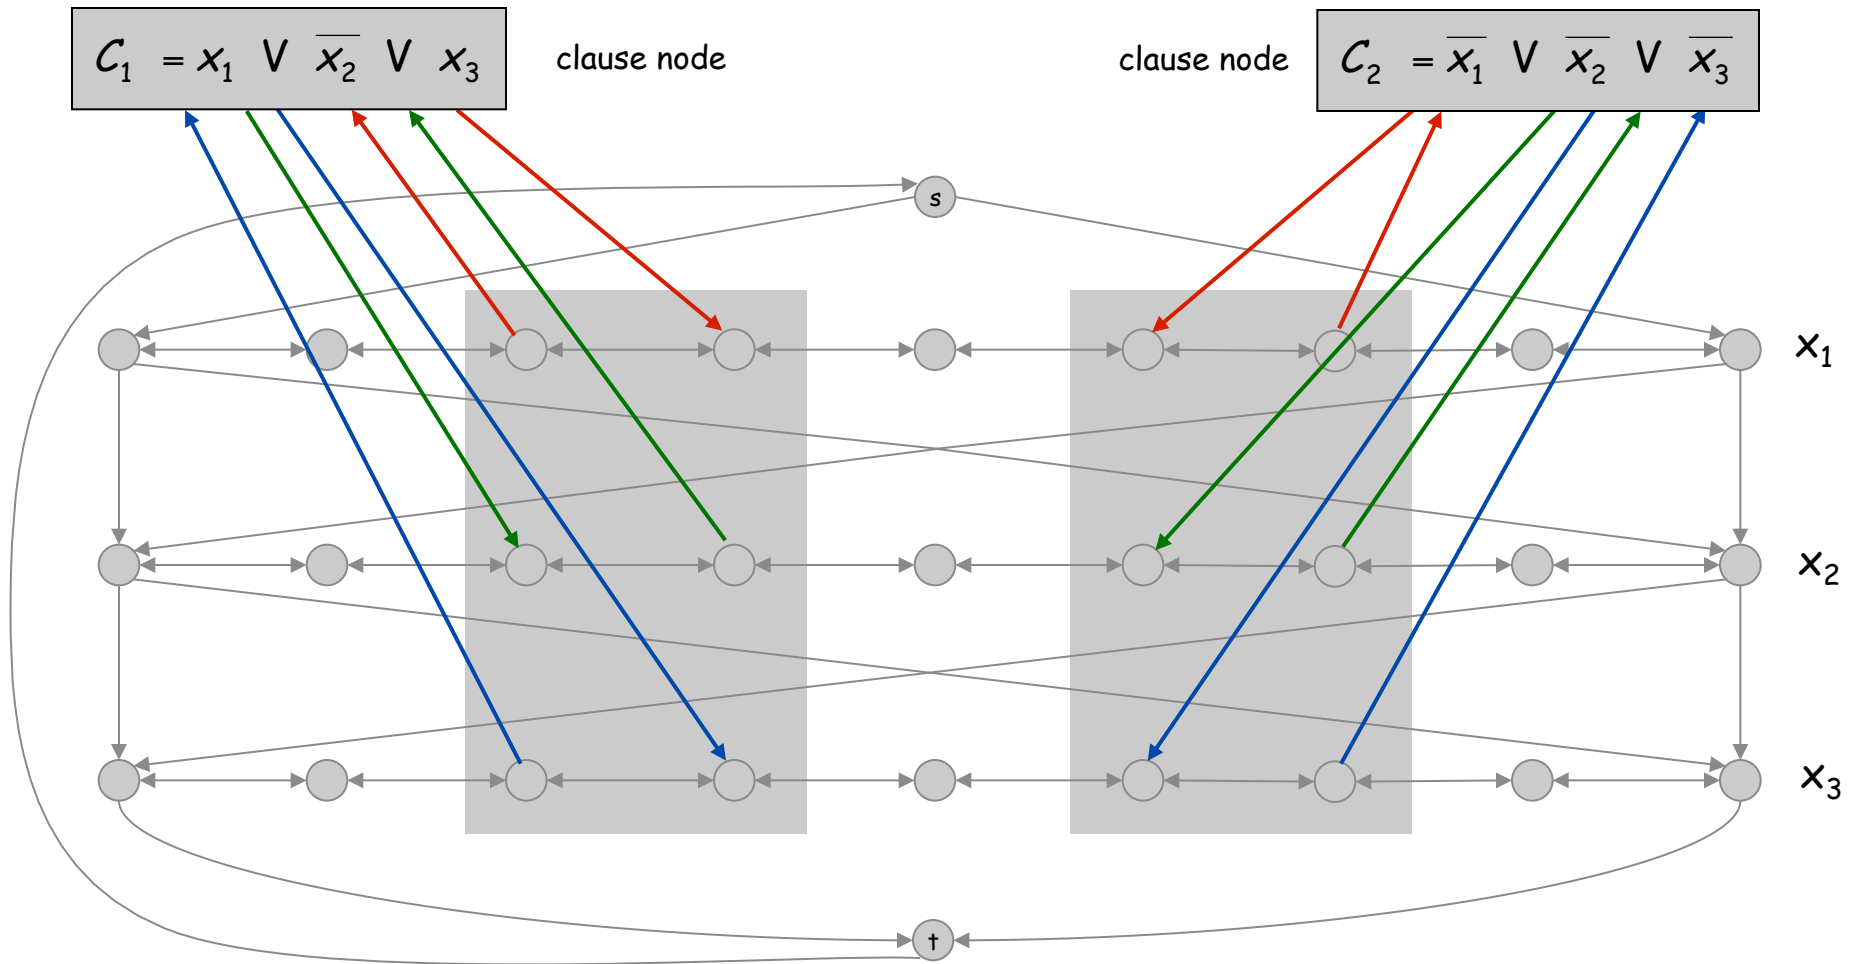 C₁ = x₁ V x̅₂ V x₃
clause node
clause node
C₂ = x̅₁ V x̅₂ V x̅₃
s
x₁
x₂
x₃
t